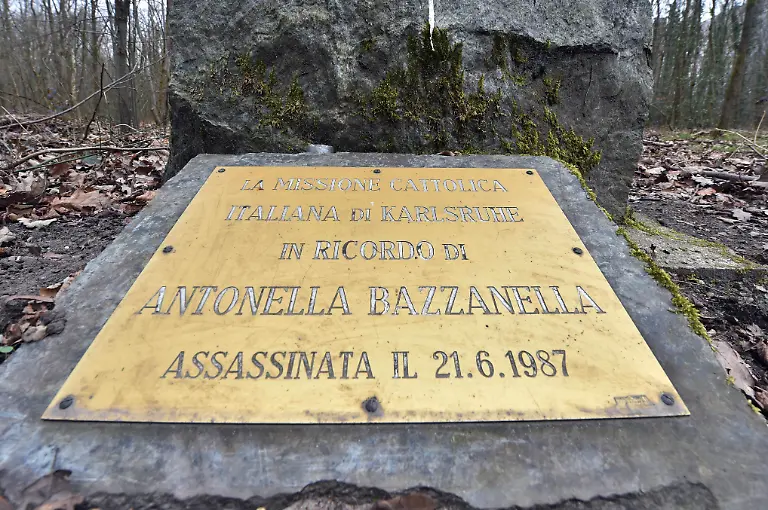 LA MISSIONE CATTOLICA
ITALIANA DI KARLSRUHE
IN RICORDO DI
ANTONELLA BAZZANELLA
ASSASSINATA IL 21.6.1987